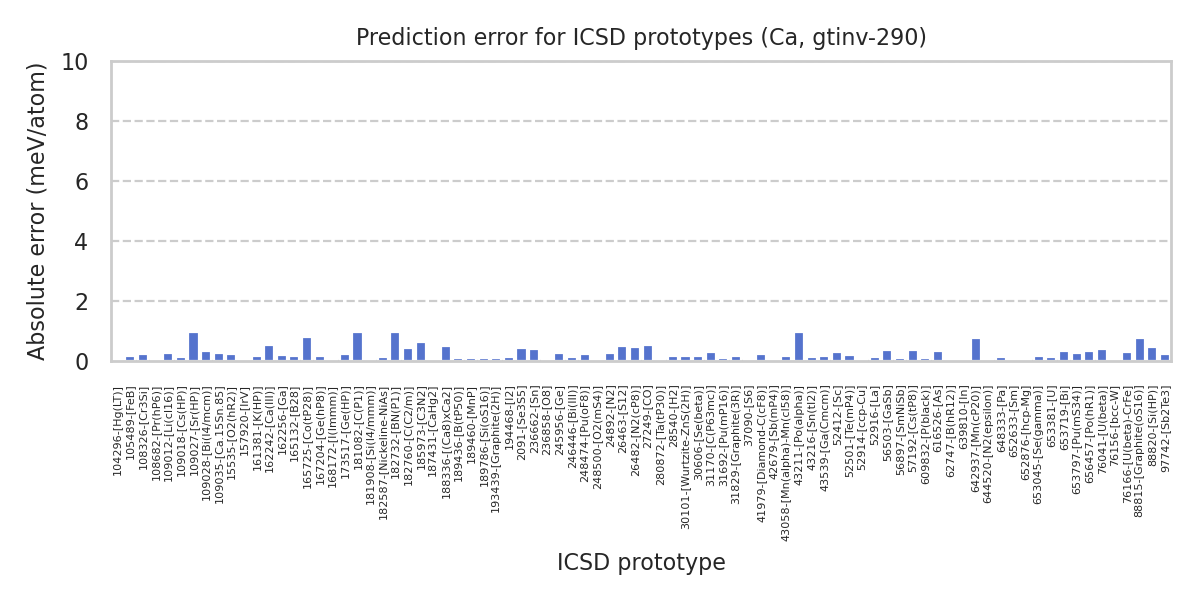 Prediction error for ICSD prototypes (Ca, gtinv-290)
Absolute error (meV/atom)
10
8
6
4
2
0
104296-[Hg(LT)]
105489-[FeB]
108326-[Cr3Si]
108682-[Pr(hP6)]
109012-[Li(cI16)]
109018-[Cs(HP)]
109027-[Sr(HP)]
109028-[Bi(I4/mcm)]
109035-[Ca.15Sn.85]
15535-[O2(hR2)]
157920-[IrV]
161381-[K(HP)]
162242-[Ca(III)]
162256-[Ga]
165132-[B28]
165725-[Co(tP28)]
167204-[Ge(hP8)]
168172-[I(Immm)]
173517-[Ge(HP)]
181082-[C(P1)]
181908-[Si(I4/mmm)]
182587-[Nickeline-NiAs]
182732-[BN(P1)]
182760-[C(C2/m)]
185973-[C3N2]
187431-[CaHg2]
188336-[(Ca8)xCa2]
189436-[B(tP50)]
189460-[MnP]
189786-[Si(oS16)]
193439-[Graphite(2H)]
194468-[I2]
2091-[Se3S5]
236662-[Sn]
236858-[O8]
245956-[Ge]
246446-[Bi(III)]
248474-[Pu(oF8)]
248500-[O2(mS4)]
24892-[N2]
26463-[S12]
26482-[N2(cP8)]
27249-[CO]
280872-[Ta(tP30)]
28540-[H2]
30101-[Wurtzite-ZnS(2H)]
30606-[Se(beta)]
31170-[C(P63mc)]
31692-[Pu(mP16)]
31829-[Graphite(3R)]
37090-[S6]
41979-[Diamond-C(cF8)]
42679-[Sb(mP4)]
43058-[Mn(alpha)-Mn(cI58)]
43211-[Po(alpha)]
43216-[Sn(tI2)]
43539-[Ga(Cmcm)]
52412-[Sc]
52501-[Te(mP4)]
52914-[ccp-Cu]
52916-[La]
56503-[GaSb]
56897-[SmNiSb]
57192-[Cs(tP8)]
609832-[P(black)]
616526-[As]
62747-[B(hR12)]
639810-[In]
642937-[Mn(cP20)]
644520-[N2(epsilon)]
648333-[Pa]
652633-[Sm]
652876-[hcp-Mg]
653045-[Se(gamma)]
653381-[U]
653719-[U]
653797-[Pu(mS34)]
656457-[Po(hR1)]
76041-[U(beta)]
76156-[bcc-W]
76166-[U(beta)-CrFe]
88815-[Graphite(oS16)]
88820-[Si(HP)]
97742-[Sb2Te3]
ICSD prototype